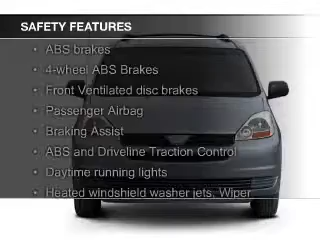 SAFETY FEATURES
• ABS brakes
• 4-wheel ABS Brakes
• Front Ventilated disc brakes
• Passenger Airbag
• Braking Assist
• ABS and Driveline Traction Control
• Daytime running lights
• Heated windshield washer jets, Wiper